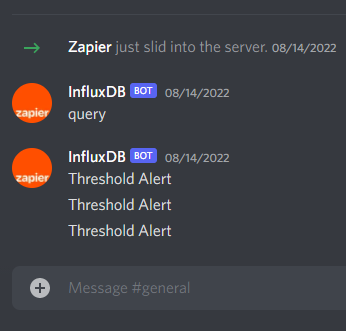 Zapier just slid into the server. 08/14/2022
zapier
InfluxDB BOT 08/14/2022
query
zapier
InfluxDB BOT 08/14/2022
Threshold Alert
Threshold Alert
Threshold Alert
Message #general